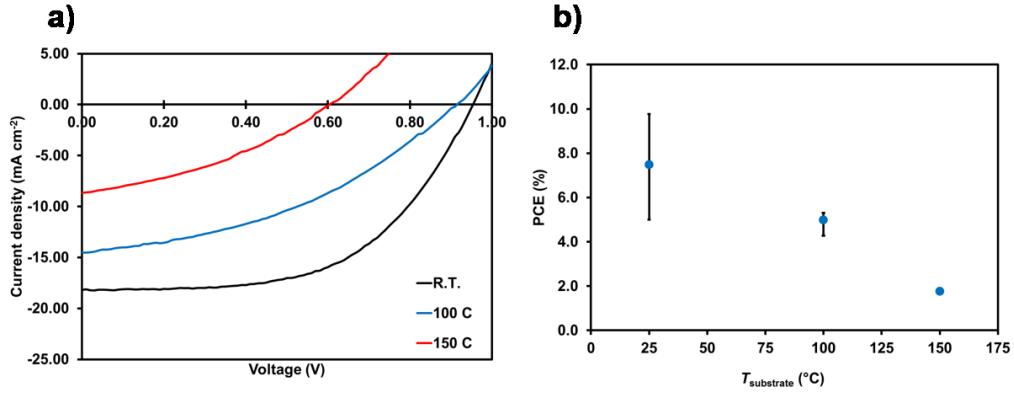 a)
5.00
0.00
-5.00
-10.00
-15.00
-20.00
-25.00
0.00 0.20 0.40 0.60 0.80 1.00
Current density (mA cm-2)
Voltage (V)
R.T.
100 C
150 C
b)
12.0
10.0
8.0
6.0
4.0
2.0
0.0
0 25 50 75 100 125 150 175
PCE (%)
Tsubstrate (°C)